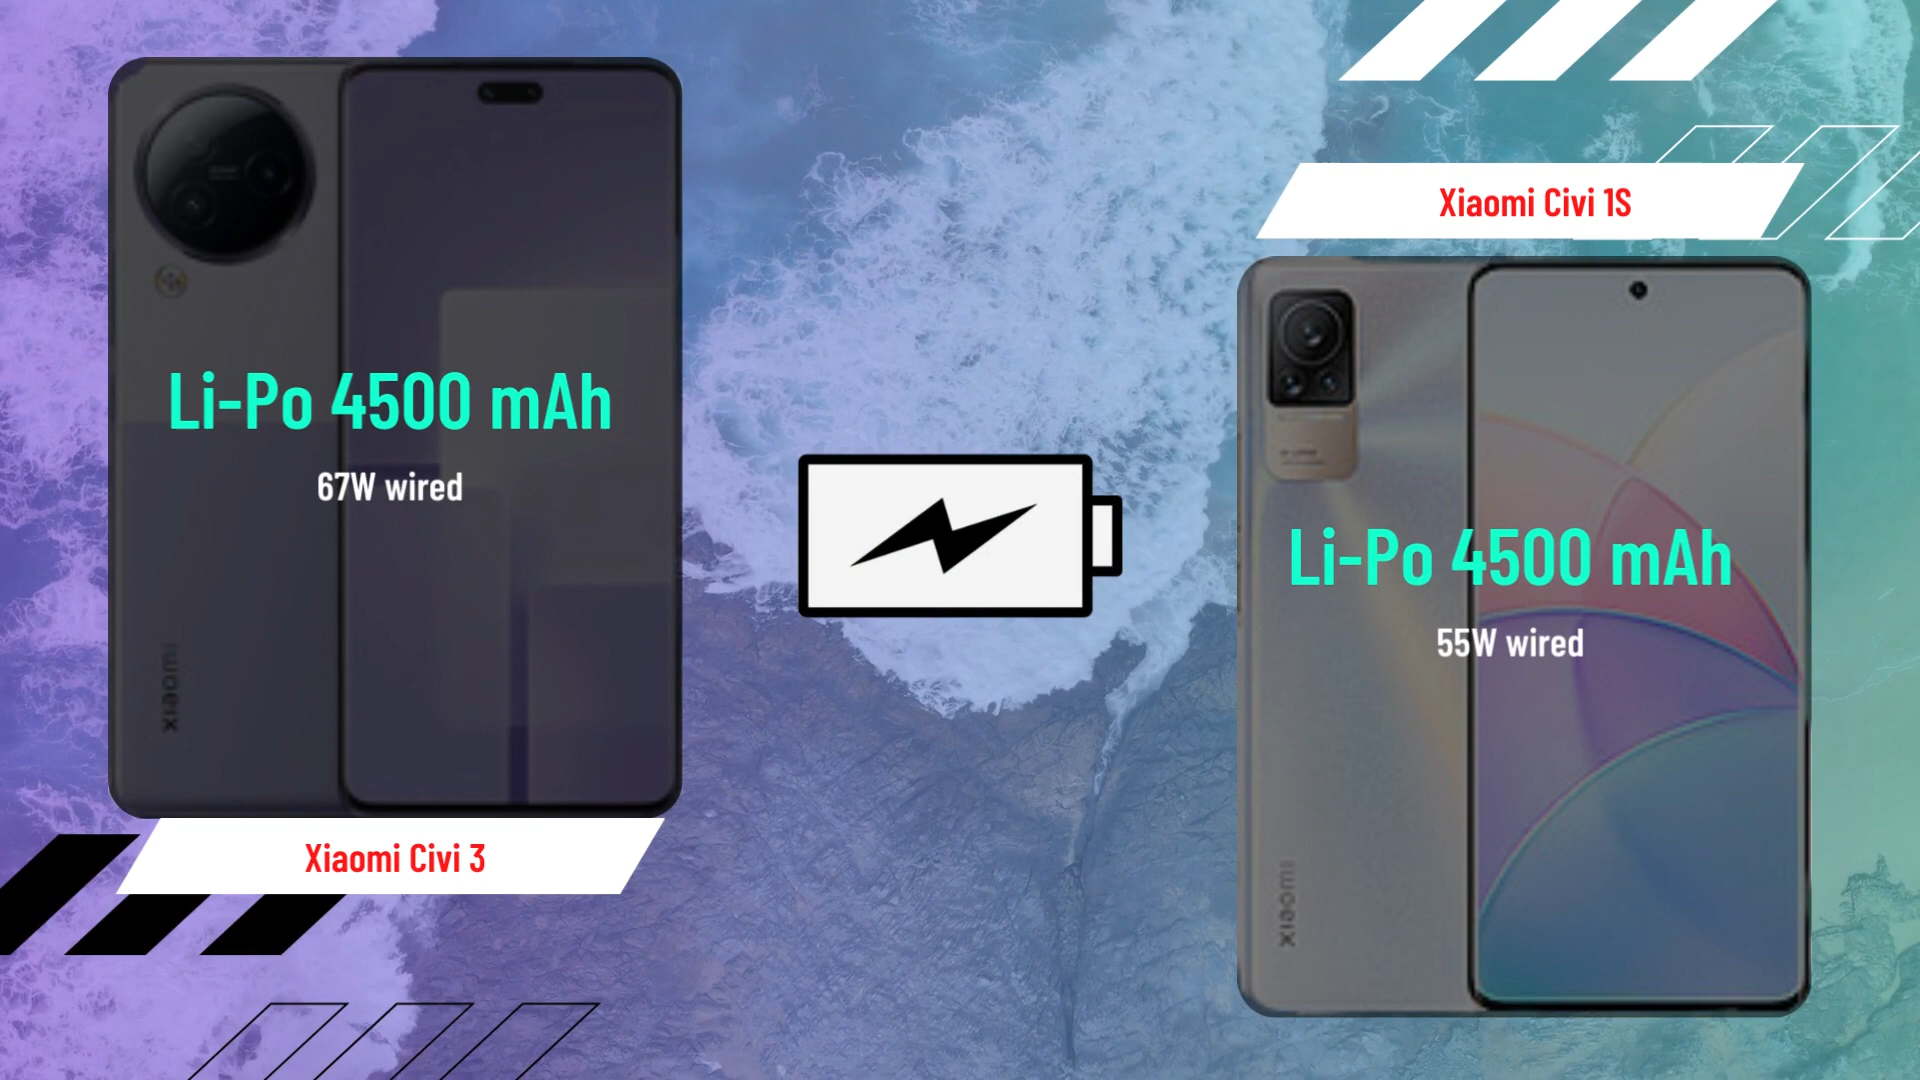 Li-Po 4500 mAh
67W wired
xiaomi
Xiaomi Civi 3
Xiaomi Civi 1S
Li-Po 4500 mAh
55W wired
xiaomi